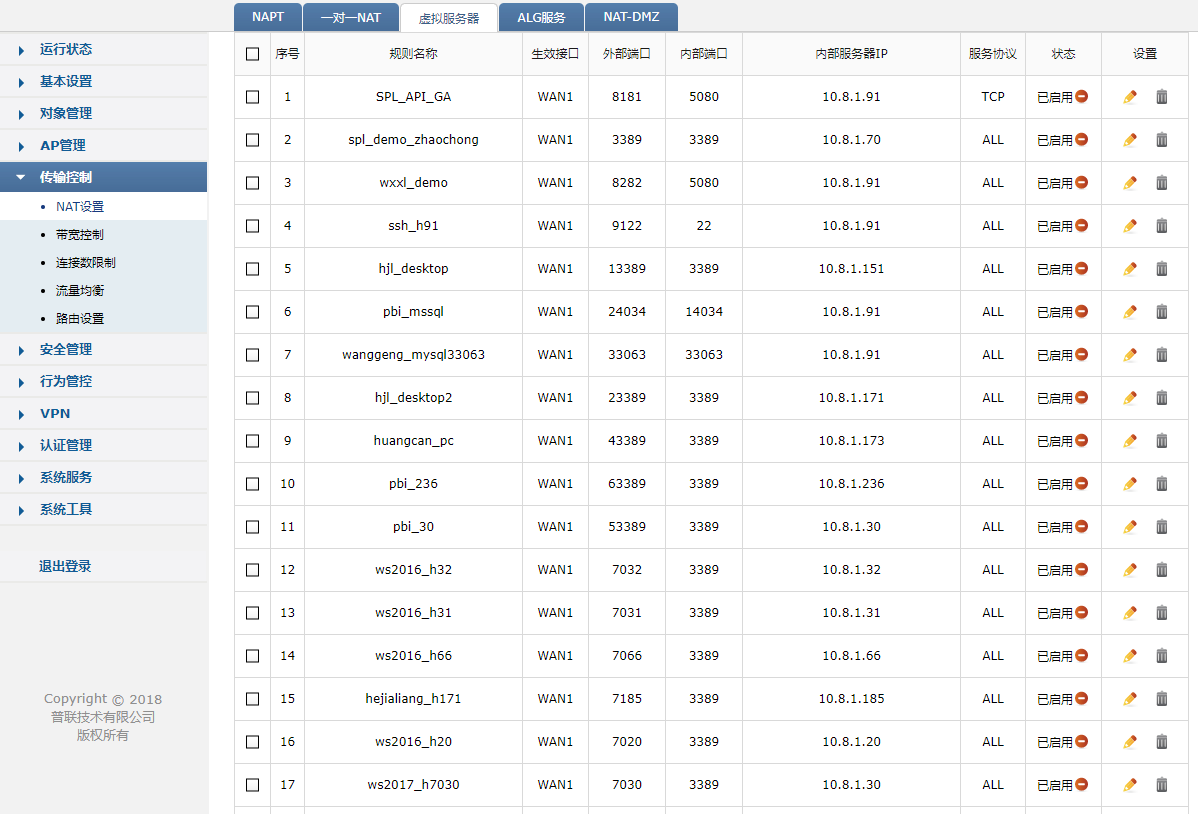 NAPT 一对一NAT 虚拟服务器 ALG服务 NAT-DMZ
运行状态
基本设置
对象管理
AP管理
传输控制
NAT设置
带宽控制
连接数限制
流量均衡
路由设置
安全管理
行为管控
VPN
认证管理
系统服务
系统工具
退出登录
Copyright © 2018
普联技术有限公司
版权所有
序号 规则名称 生效接口 外部端口 内部端口 内部服务器IP 服务协议 状态 设置
1 SPL_API_GA WAN1 8181 5080 10.8.1.91 TCP 已启用
2 spl_demo_zhaochong WAN1 3389 3389 10.8.1.70 ALL 已启用
3 wxxl_demo WAN1 8282 5080 10.8.1.91 ALL 已启用
4 ssh_h91 WAN1 9122 22 10.8.1.91 ALL 已启用
5 hjl_desktop WAN1 13389 3389 10.8.1.151 ALL 已启用
6 pbi_mssql WAN1 24034 14034 10.8.1.91 ALL 已启用
7 wanggeng_mysql33063 WAN1 33063 33063 10.8.1.91 ALL 已启用
8 hjl_desktop2 WAN1 23389 3389 10.8.1.171 ALL 已启用
9 huangcan_pc WAN1 43389 3389 10.8.1.173 ALL 已启用
10 pbi_236 WAN1 63389 3389 10.8.1.236 ALL 已启用
11 pbi_30 WAN1 53389 3389 10.8.1.30 ALL 已启用
12 ws2016_h32 WAN1 7032 3389 10.8.1.32 ALL 已启用
13 ws2016_h31 WAN1 7031 3389 10.8.1.31 ALL 已启用
14 ws2016_h66 WAN1 7066 3389 10.8.1.66 ALL 已启用
15 hejialiang_h171 WAN1 7185 3389 10.8.1.185 ALL 已启用
16 ws2016_h20 WAN1 7020 3389 10.8.1.20 ALL 已启用
17 ws2017_h7030 WAN1 7030 3389 10.8.1.30 ALL 已启用